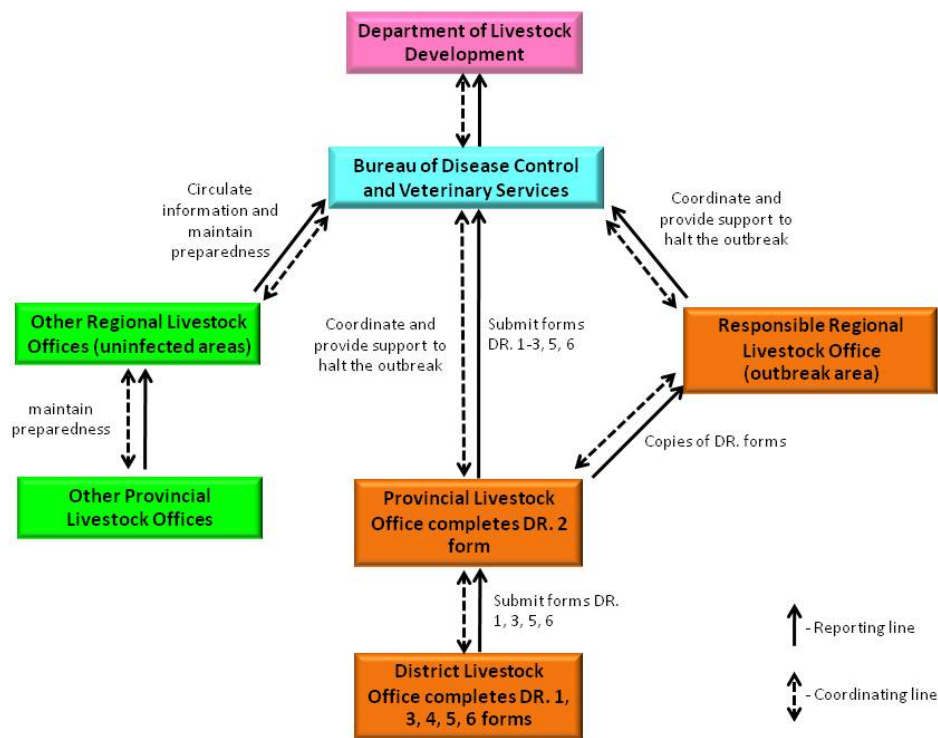 Department of Livestock
Development
Bureau of Disease Control
and Veterinary Services
Circulate
information and
maintain
preparedness
Coordinate and
provide support to
halt the outbreak
Other Regional Livestock
Offices (uninfected areas)
Coordinate and
provide support to
halt the outbreak
Submit forms
DR. 1-3, 5, 6
Responsible Regional
Livestock Office
(outbreak area)
maintain
preparedness
Copies of DR. forms
Other Provincial
Livestock Offices
Provincial Livestock
Office completes DR. 2
form
Submit forms DR.
1, 3, 5, 6
- Reporting line
District Livestock
Office completes DR. 1,
3, 4, 5, 6 forms
- Coordinating line